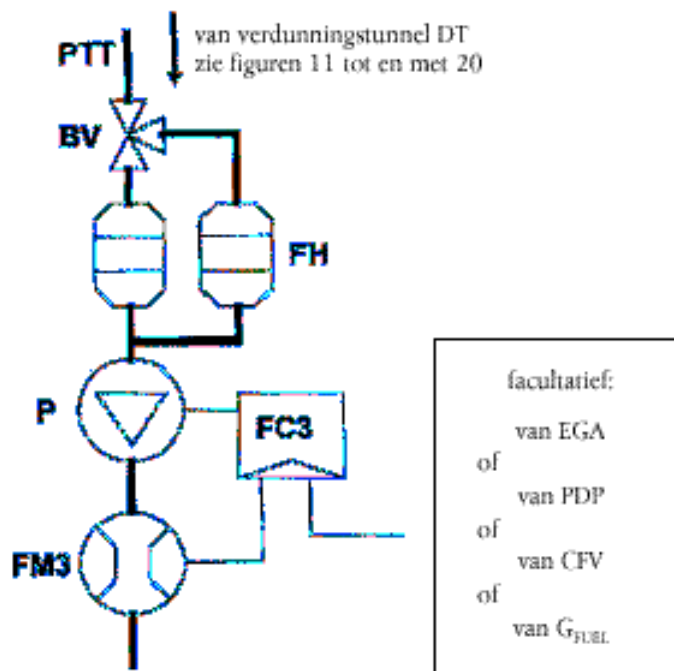 van verdunningstunnel DT
PTT
zie figuren 11 tot en met 20
BV
FH
facultatief:
P
FC3
van EGA
of
van PDP
of
FM3
van CFV
of
van G_FUEL